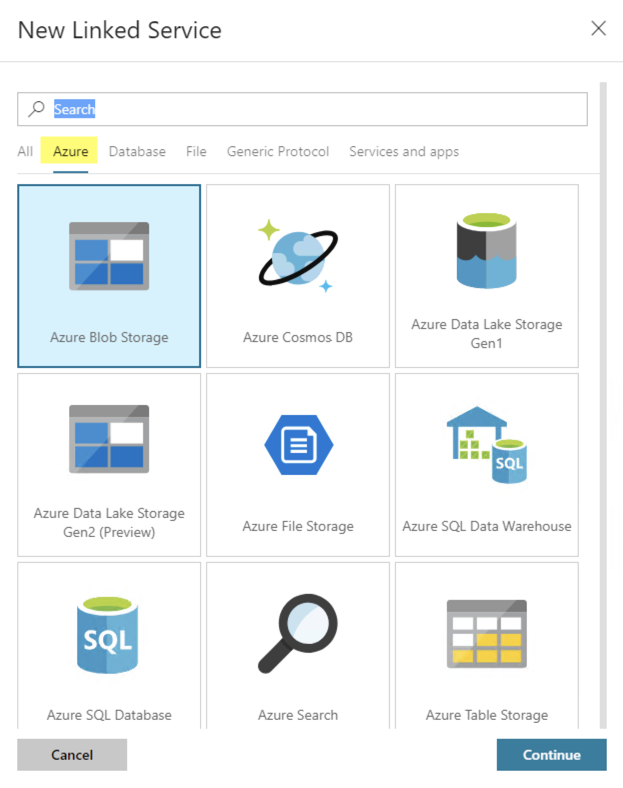 New Linked Service
Search
All Azure Database File Generic Protocol Services and apps
Azure Blob Storage
Azure Cosmos DB
Azure Data Lake Storage
Gen1
Azure Data Lake Storage
Gen2 (Preview)
Azure File Storage
SQL
Azure SQL Data Warehouse
SQL
Azure SQL Database
Azure Search
Azure Table Storage
Cancel
Continue